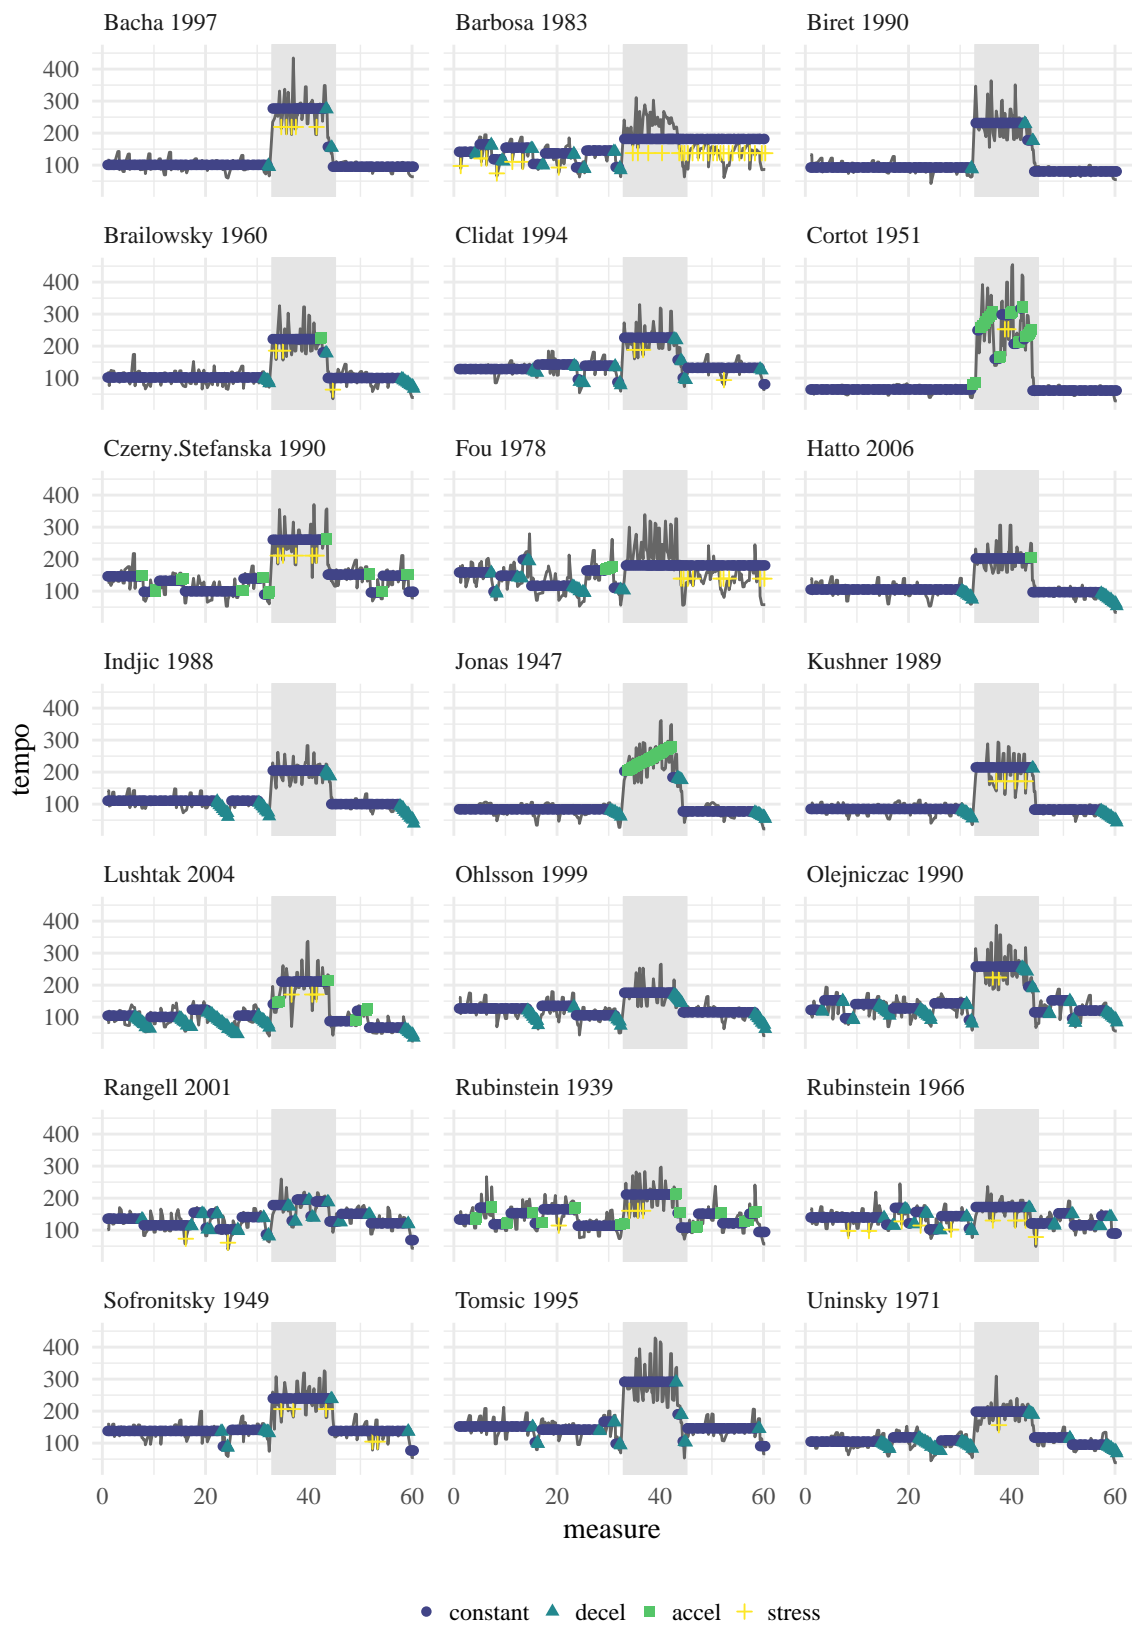 Bacha 1997 Barbosa 1983 Biret 1990
400
300
200
100
Brailowsky 1960 Clidat 1994 Cortot 1951
400
300
200
100
Czerny.Stefanska 1990 Fou 1978 Hatto 2006
400
300
200
100
Indjic 1988 Jonas 1947 Kushner 1989
400
300
200
100
tempo
Lushtak 2004 Ohlsson 1999 Olejniczac 1990
400
300
200
100
Rangell 2001 Rubinstein 1939 Rubinstein 1966
400
300
200
100
Sofronitsky 1949 Tomsic 1995 Uninsky 1971
400
300
200
100
0 20 40 60 0 20 40 60 0 20 40 60
measure
constant decel accel stress